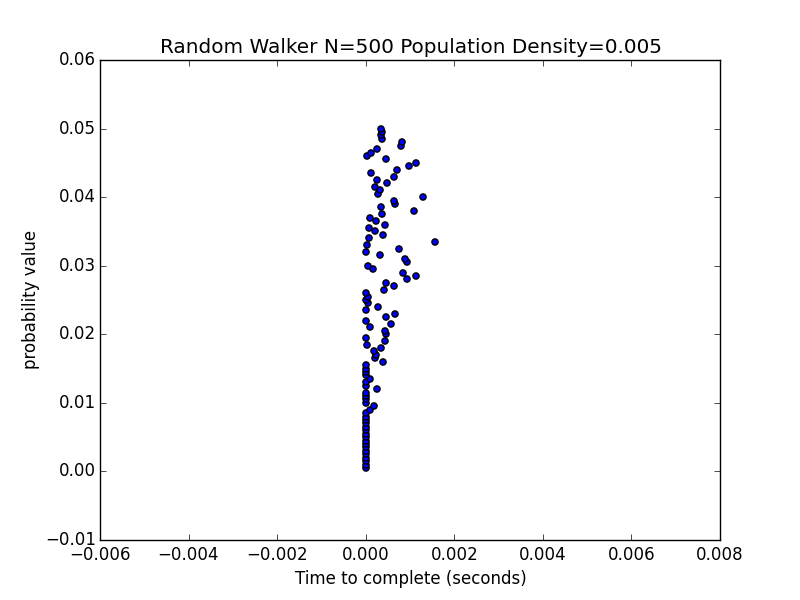 Random Walker N=500 Population Density=0.005
0.06
0.05
0.04
0.03
0.02
0.01
0.00
−0.01
probability value
−0.006 −0.004 −0.002 0.000 0.002 0.004 0.006 0.008
Time to complete (seconds)